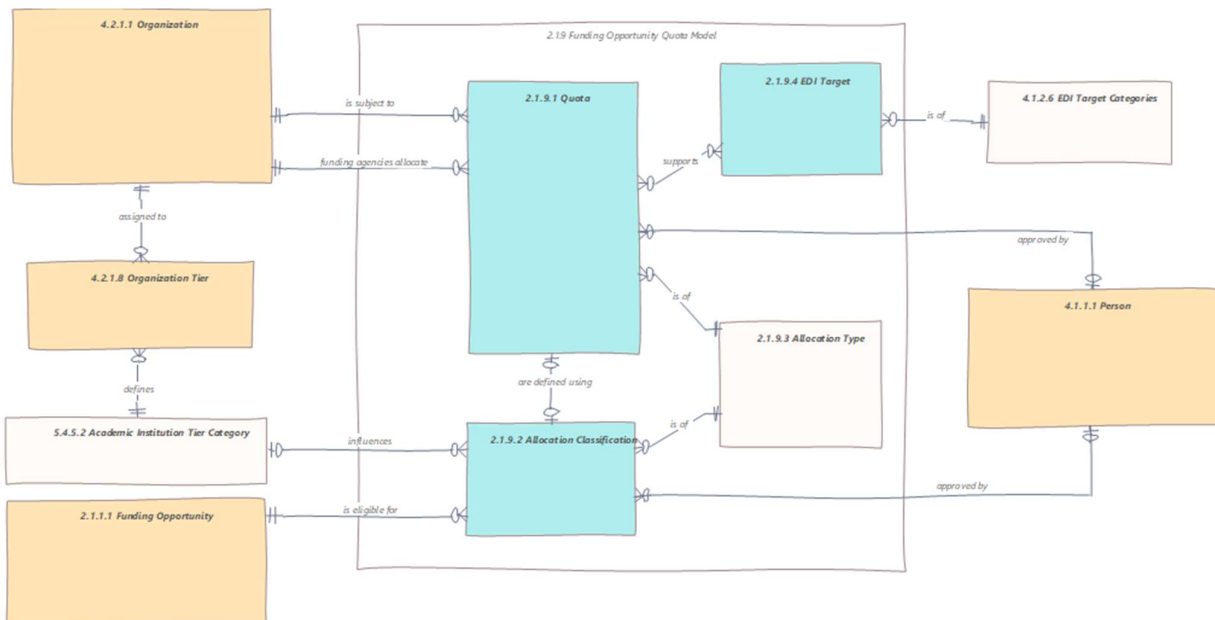 4.2.1.1 Organization
2.1.9 Funding Opportunity Quota Model
2.1.9.4 EDI Target
2.1.9.1 Quota
4.1.2.6 EDI Target Categories
is subject to
is of
funding agencies allocate
supports
assigned to
approved by
4.2.1.8 Organization Tier
is of
4.1.1.1 Person
2.1.9.3 Allocation Type
are defined using
defines
is of
5.4.5.2 Academic Institution Tier Category
influences
2.1.9.2 Allocation Classification
approved by
is eligible for
2.1.1.1 Funding Opportunity